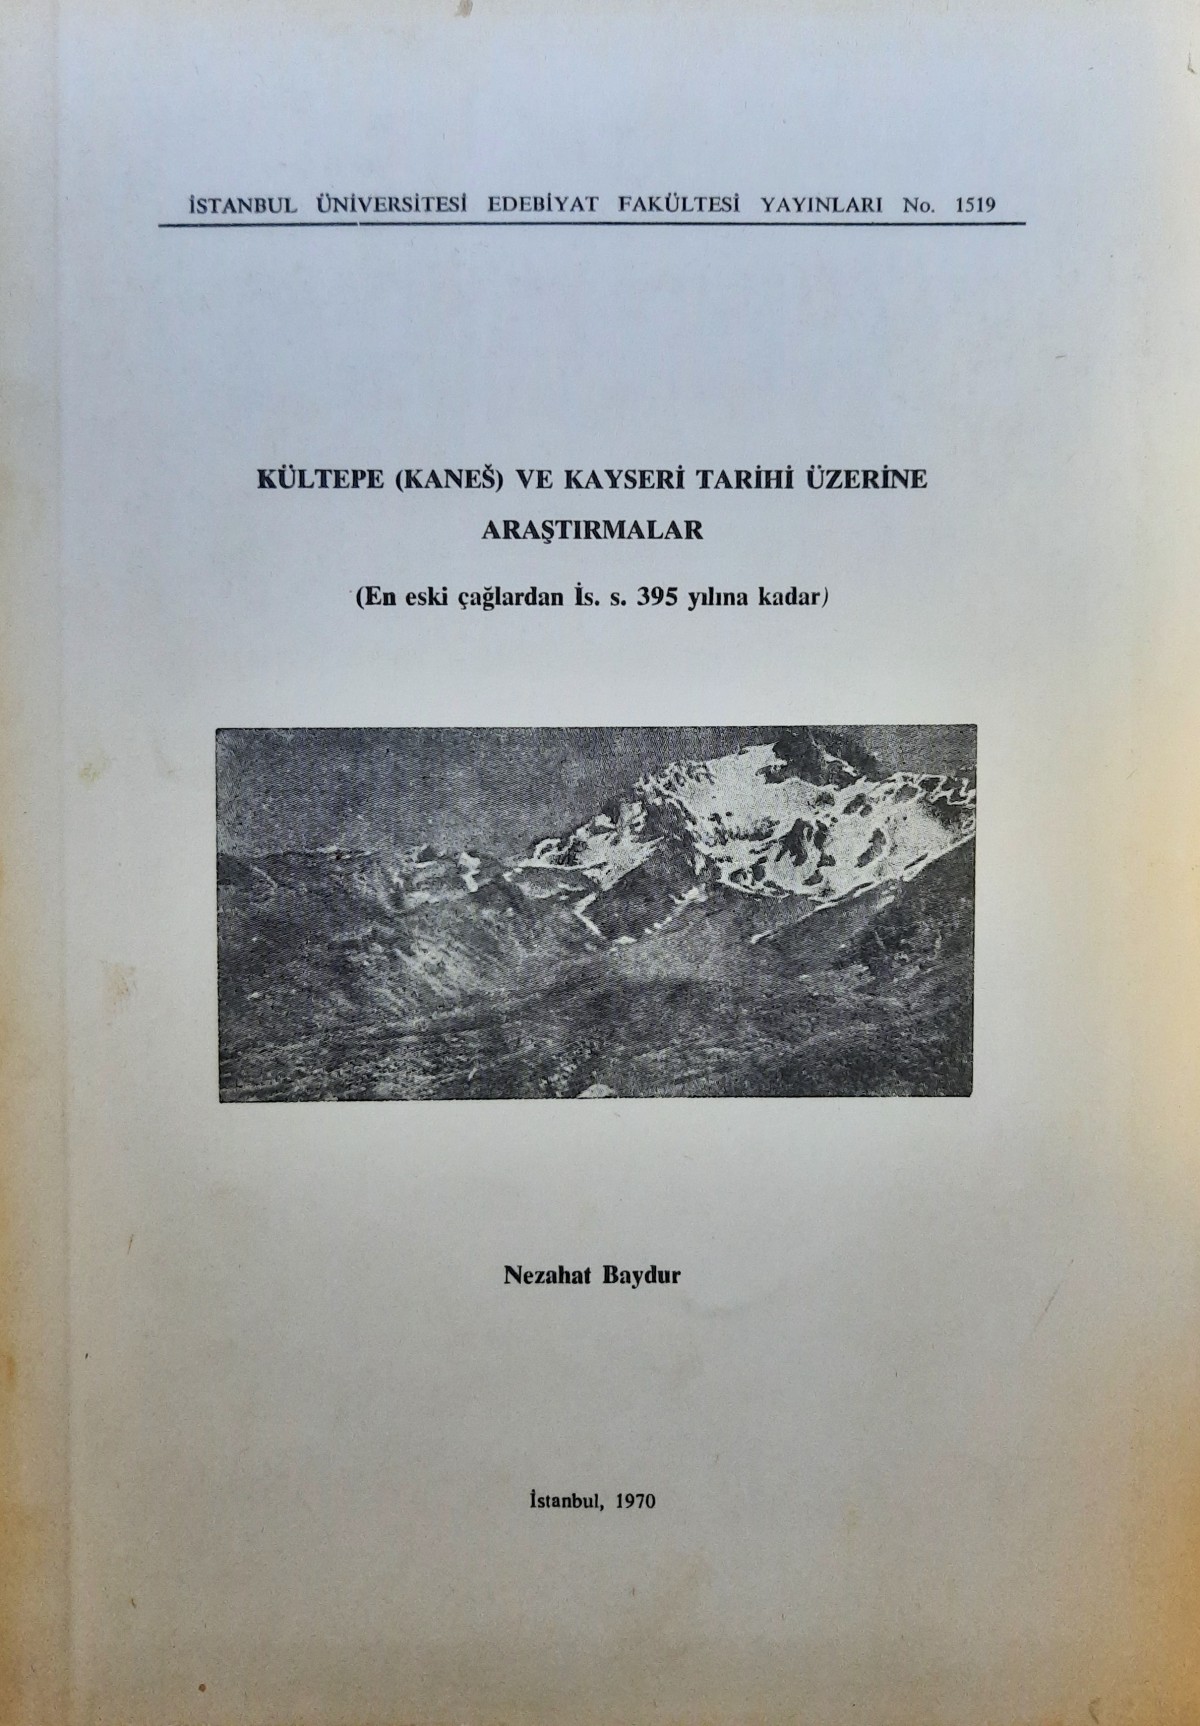 İSTANBUL ÜNİVERSİTESİ EDEBİYAT FAKÜLTESİ YAYINLARI No. 1519
KÜLTEPE (KANEŠ) VE KAYSERİ TARİHİ ÜZERİNE
ARAŞTIRMALAR
(En eski çağlardan İs. s. 395 yılına kadar)
Nezahat Baydur
İstanbul, 1970